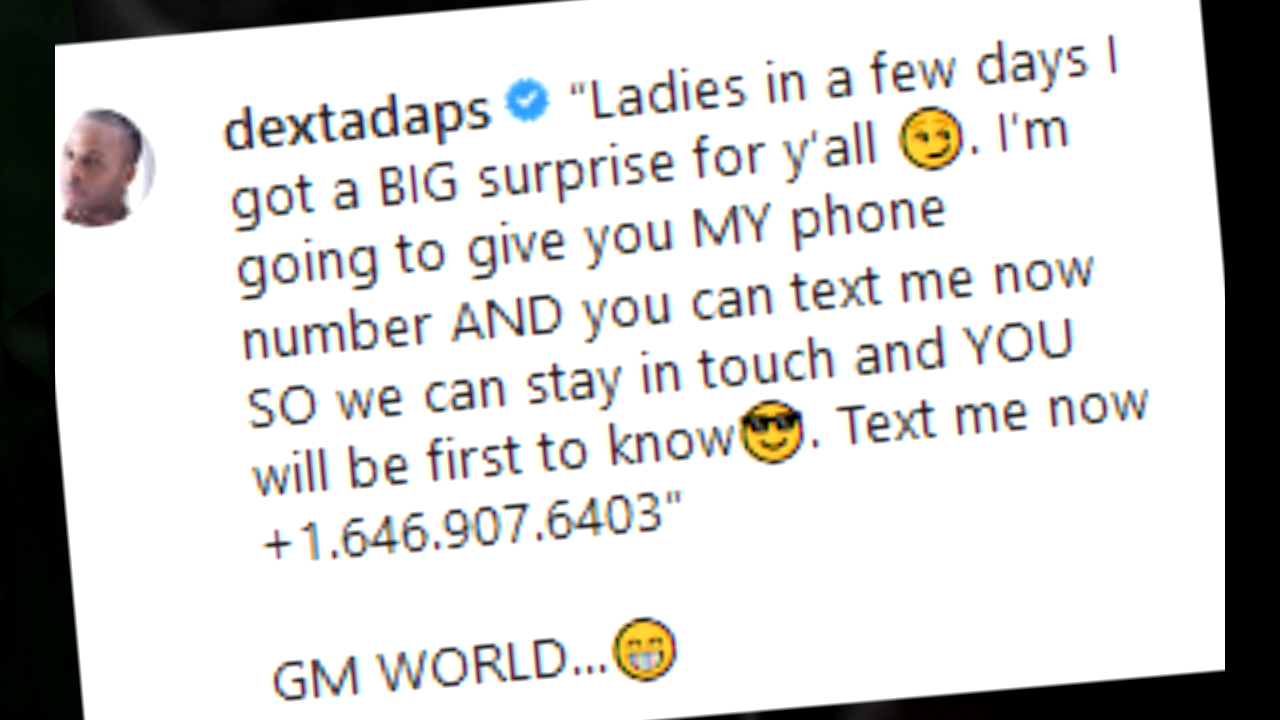 dextadaps "Ladies in a few days I
got a BIG surprise for y'all 😏. I'm
going to give you MY phone
number AND you can text me now
SO we can stay in touch and YOU
will be first to know😎. Text me now
+1.646.907.6403"
GM WORLD...😁